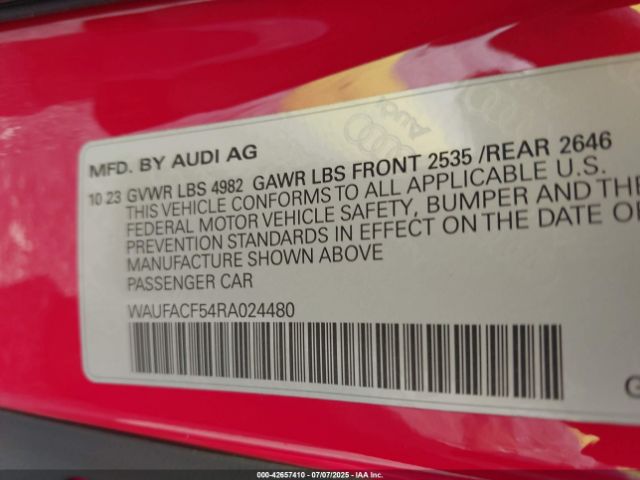 MFD. BY AUDI AG
10 23 GVWR LBS 4982 GAWR LBS FRONT 2535 /REAR 2646
THIS VEHICLE CONFORMS TO ALL APPLICABLE U.S.
FEDERAL MOTOR VEHICLE SAFETY, BUMPER AND THE
PREVENTION STANDARDS IN EFFECT ON THE DATE OF
MANUFACTURE SHOWN ABOVE
PASSENGER CAR
WAUFACF54RA024480
G
00-42657410 | 07/07/2025 - IAA.com